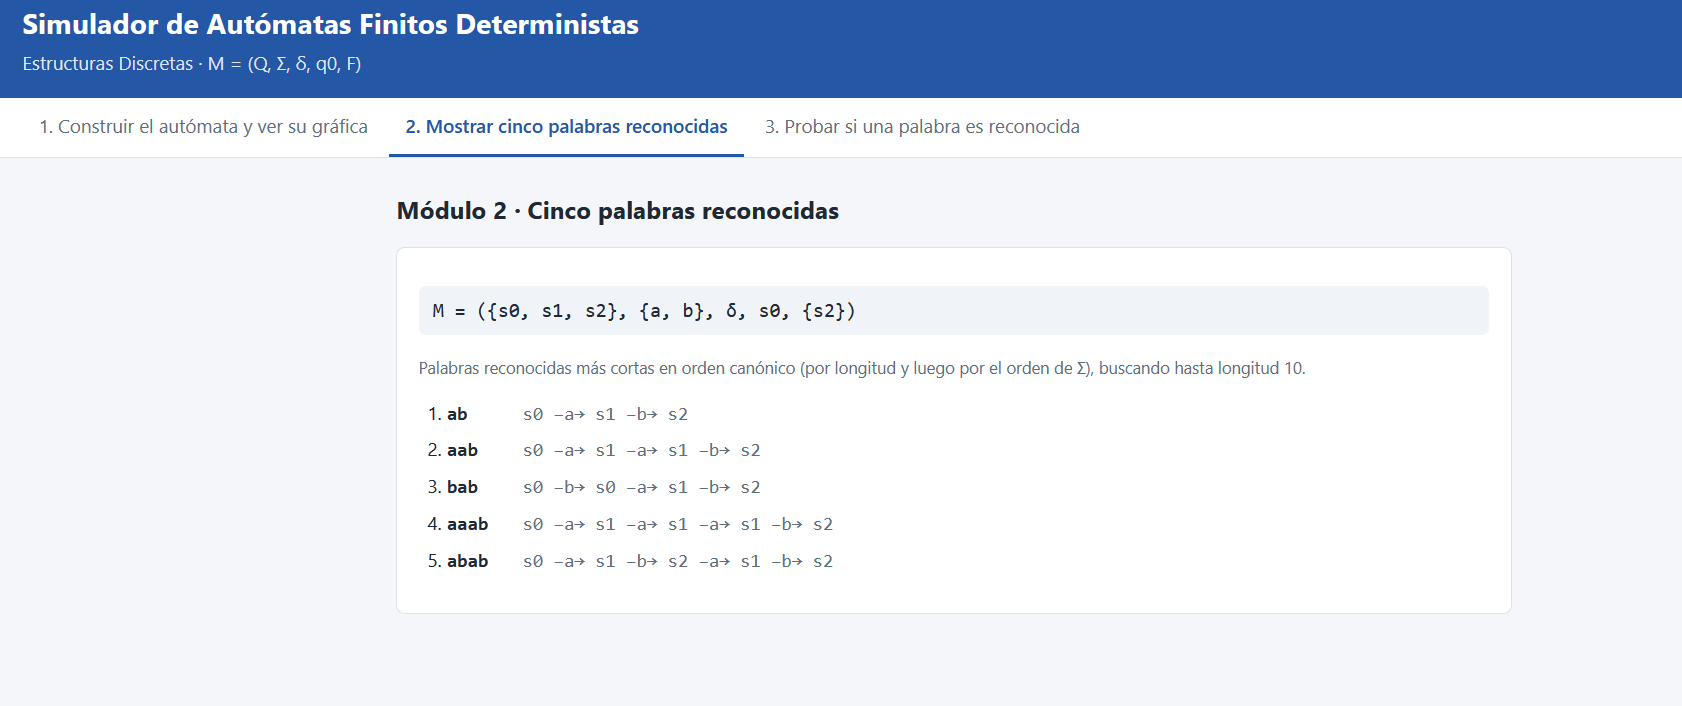 Simulador de Autómatas Finitos Deterministas
Estructuras Discretas · M = (Q, Σ, δ, q0, F)
1. Construir el autómata y ver su gráfica 2. Mostrar cinco palabras reconocidas 3. Probar si una palabra es reconocida
Módulo 2 · Cinco palabras reconocidas
M = ({s0, s1, s2}, {a, b}, δ, s0, {s2})
Palabras reconocidas más cortas en orden canónico (por longitud y luego por el orden de Σ), buscando hasta longitud 10.
1. ab s0 –a→ s1 –b→ s2
2. aab s0 –a→ s1 –a→ s1 –b→ s2
3. bab s0 –b→ s0 –a→ s1 –b→ s2
4. aaab s0 –a→ s1 –a→ s1 –a→ s1 –b→ s2
5. abab s0 –a→ s1 –b→ s2 –a→ s1 –b→ s2